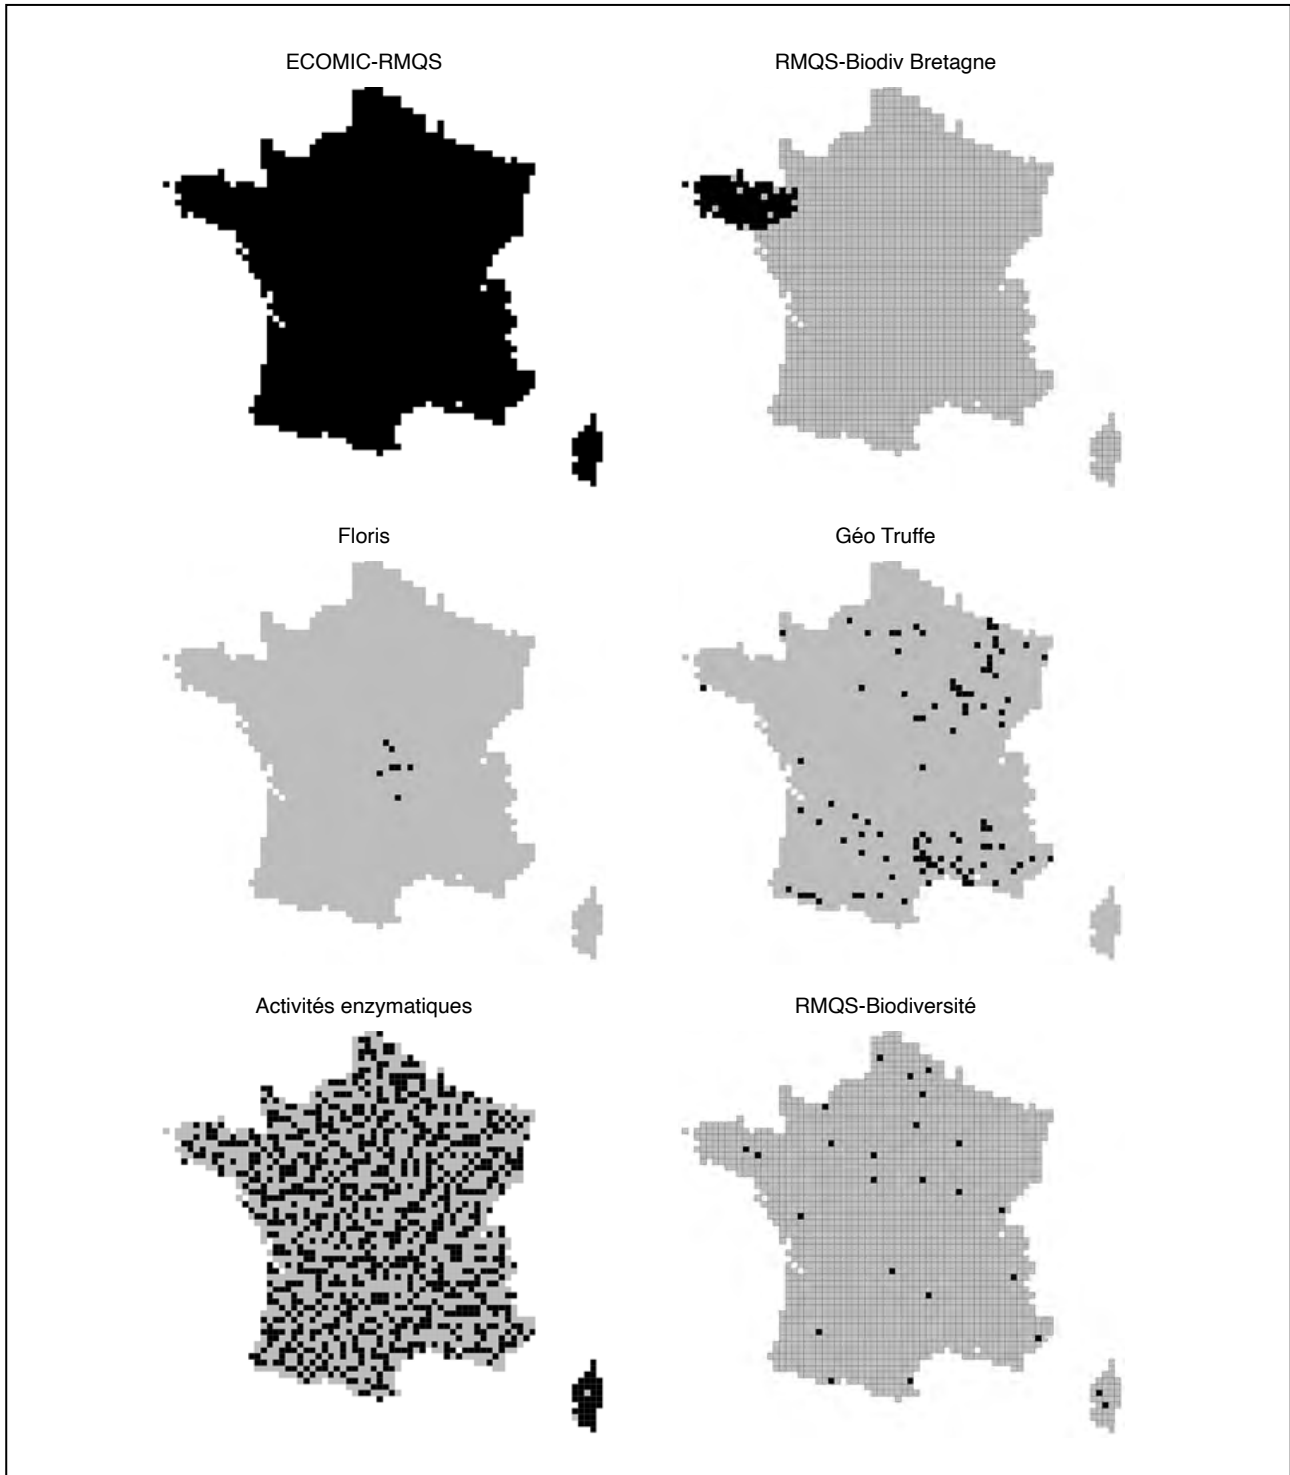 ECOMIC-RMQS
RMQS-Biodiv Bretagne
Floris
Géo Truffe
Activités enzymatiques
RMQS-Biodiversité